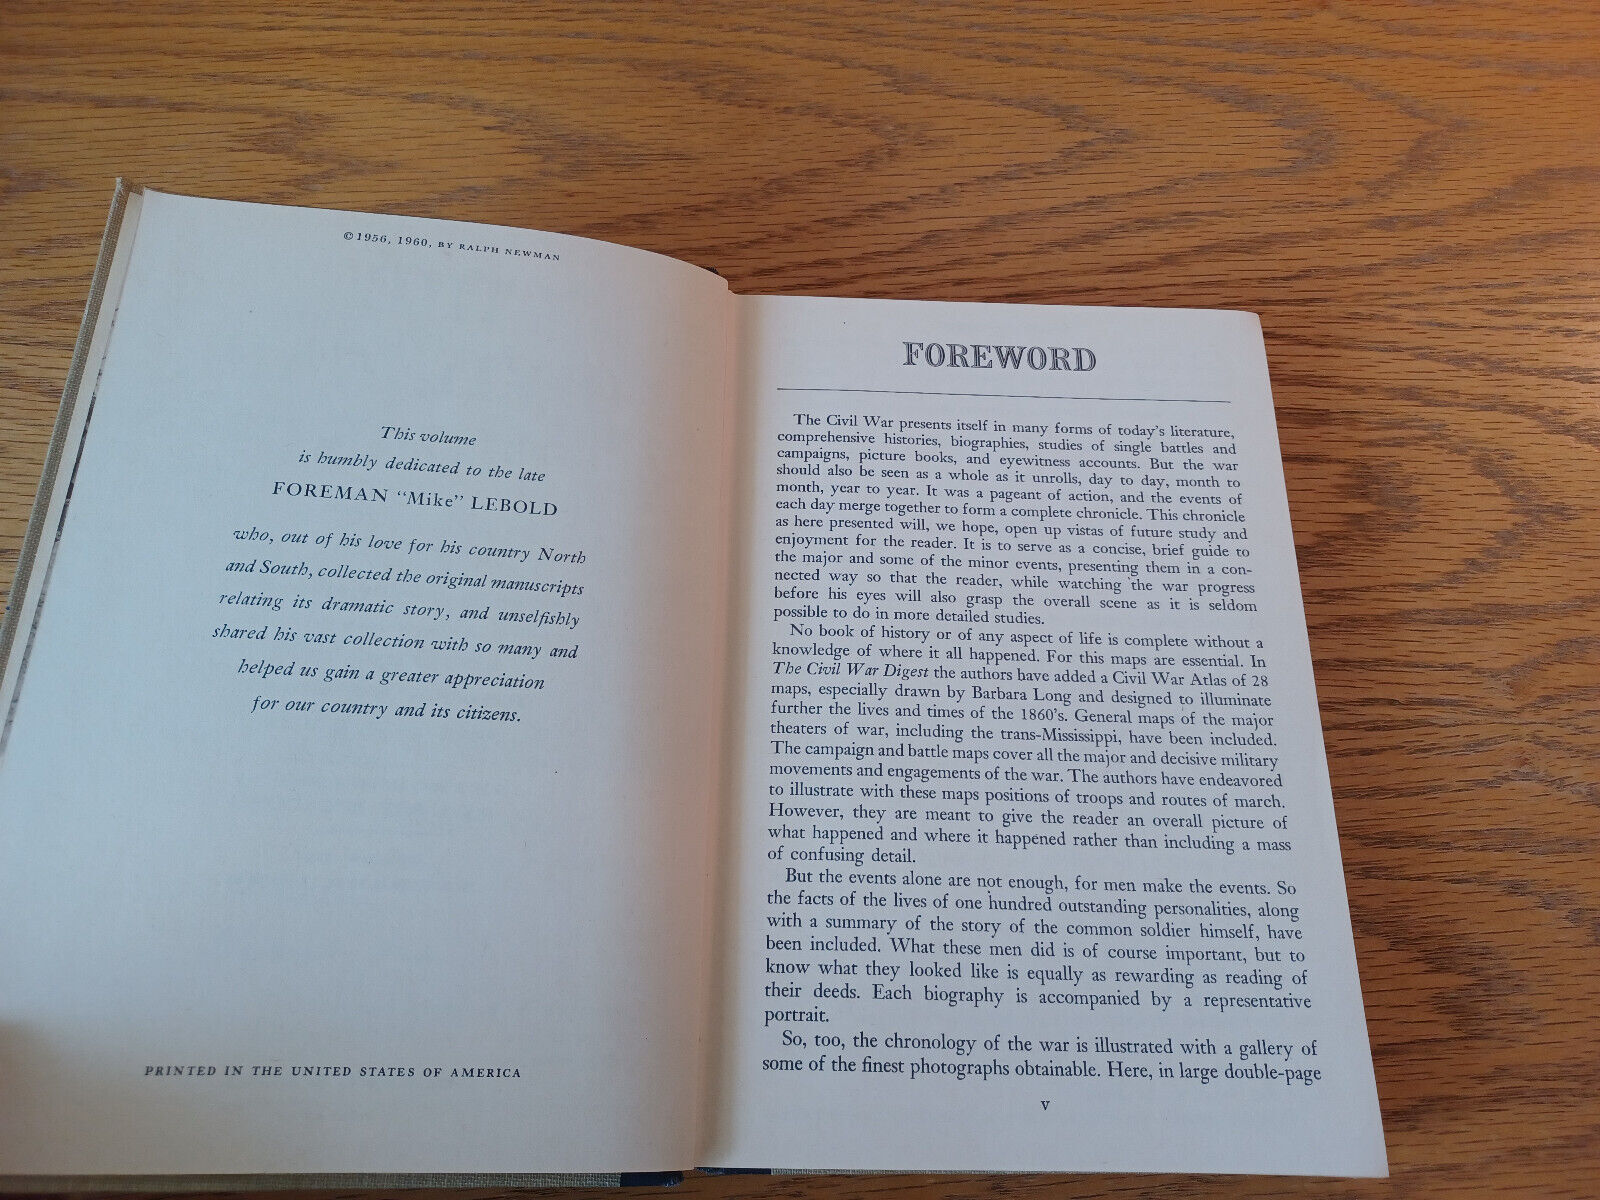 ©1956, 1960, BY RALPH NEWMAN
This volume
is humbly dedicated to the late
FOREMAN “Mike” LEBOLD
who, out of his love for his country North
and South, collected the original manuscripts
relating its dramatic story, and unselfishly
shared his vast collection with so many and
helped us gain a greater appreciation
for our country and its citizens.
PRINTED IN THE UNITED STATES OF AMERICA
FOREWORD
The Civil War presents itself in many forms of today’s literature,
comprehensive histories, biographies, studies of single battles and
campaigns, picture books, and eyewitness accounts. But the war
should also be seen as a whole as it unrolls, day to day, month to
month, year to year. It was a pageant of action, and the events of
each day merge together to form a complete chronicle. This chronicle
as here presented will, we hope, open up vistas of future study and
enjoyment for the reader. It is to serve as a concise, brief guide to
the major and some of the minor events, presenting them in a con-
nected way so that the reader, while watching the war progress
before his eyes will also grasp the overall scene as it is seldom
possible to do in more detailed studies.
No book of history or of any aspect of life is complete without a
knowledge of where it all happened. For this maps are essential. In
The Civil War Digest the authors have added a Civil War Atlas of 28
maps, especially drawn by Barbara Long and designed to illuminate
further the lives and times of the 1860’s. General maps of the major
theaters of war, including the trans-Mississippi, have been included.
The campaign and battle maps cover all the major and decisive military
movements and engagements of the war. The authors have endeavored
to illustrate with these maps positions of troops and routes of march.
However, they are meant to give the reader an overall picture of
what happened and where it happened rather than including a mass
of confusing detail.
But the events alone are not enough, for men make the events. So
the facts of the lives of one hundred outstanding personalities, along
with a summary of the story of the common soldier himself, have
been included. What these men did is of course important, but to
know what they looked like is equally as rewarding as reading of
their deeds. Each biography is accompanied by a representative
portrait.
So, too, the chronology of the war is illustrated with a gallery of
some of the finest photographs obtainable. Here, in large double-page
v